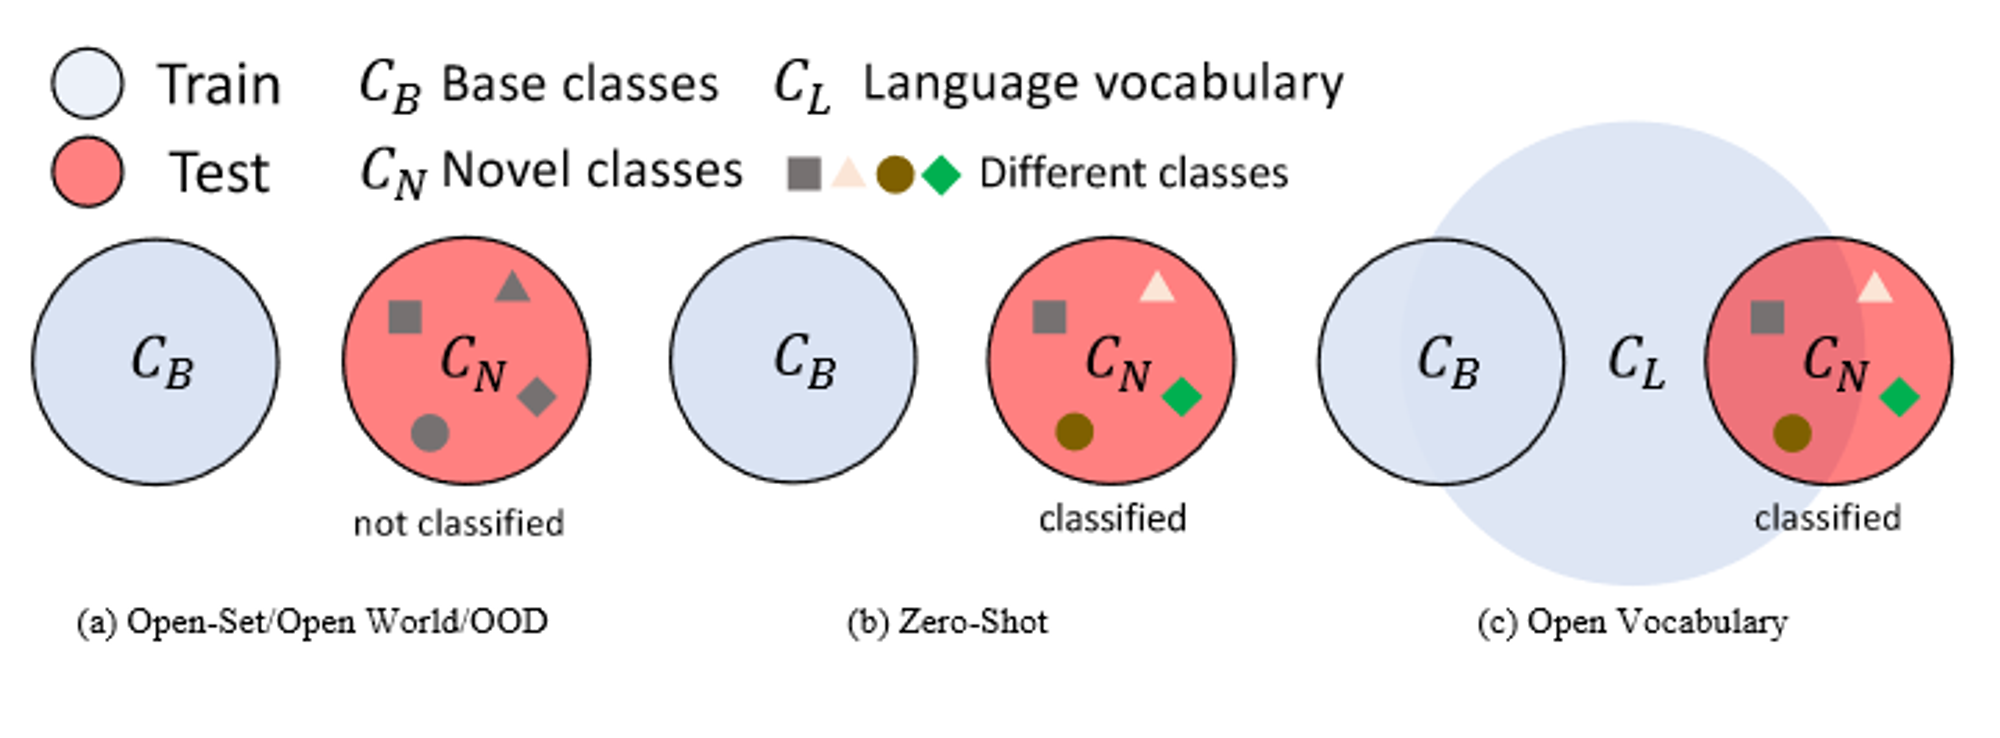 Train C_B Base classes C_L Language vocabulary
Test C_N Novel classes Different classes
C_B C_N C_B C_N C_B C_L C_N
not classified classified classified
(a) Open-Set/Open World/OOD (b) Zero-Shot (c) Open Vocabulary